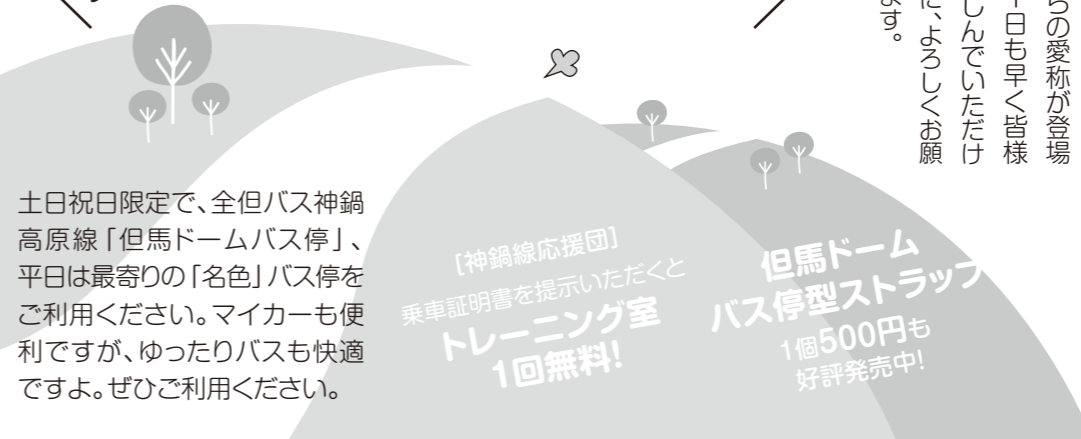 らの愛称が登場
日も早く皆様
しんでいただけ
に、よろしくお願
ます。
土日祝日限定で、全但バス神鍋
高原線「但馬ドームバス停」、
平日は最寄りの「名色」バス停を
ご利用ください。マイカーも便
利ですが、ゆったりバスも快適
ですよ。ぜひご利用ください。
[神鍋線応援団]
乗車証明書を提示いただくと
トレーニング室
1回無料!
但馬ドーム
バス停型ストラップ
1個500円も
好評発売中!